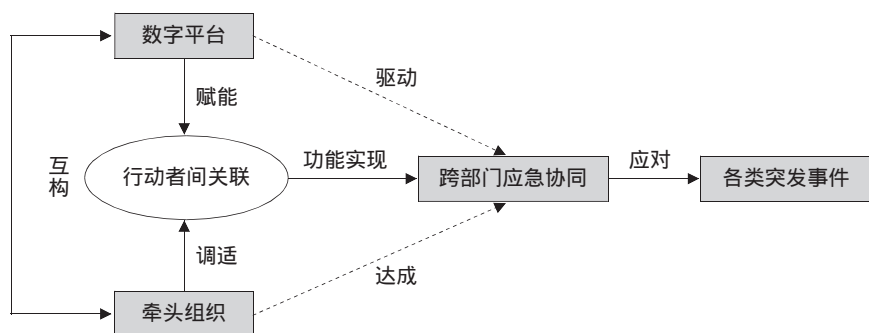 数字平台
驱动
赋能
互构
行动者间关联
功能实现
跨部门应急协同
应对
各类突发事件
调适
达成
牵头组织